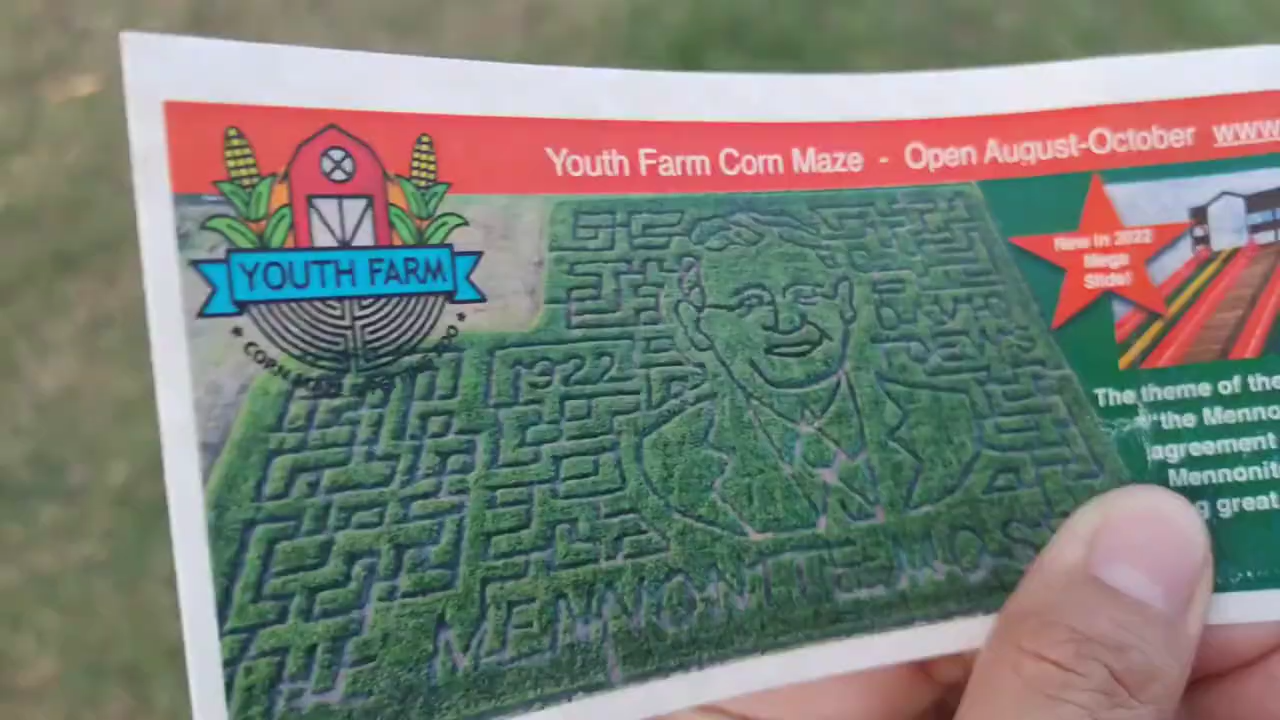 Youth Farm Corn Maze - Open August-October www
YOUTH FARM
New in 2022
Mega
Slide!
1922
The theme of the
"the Menno
agreement
Mennonit
g great